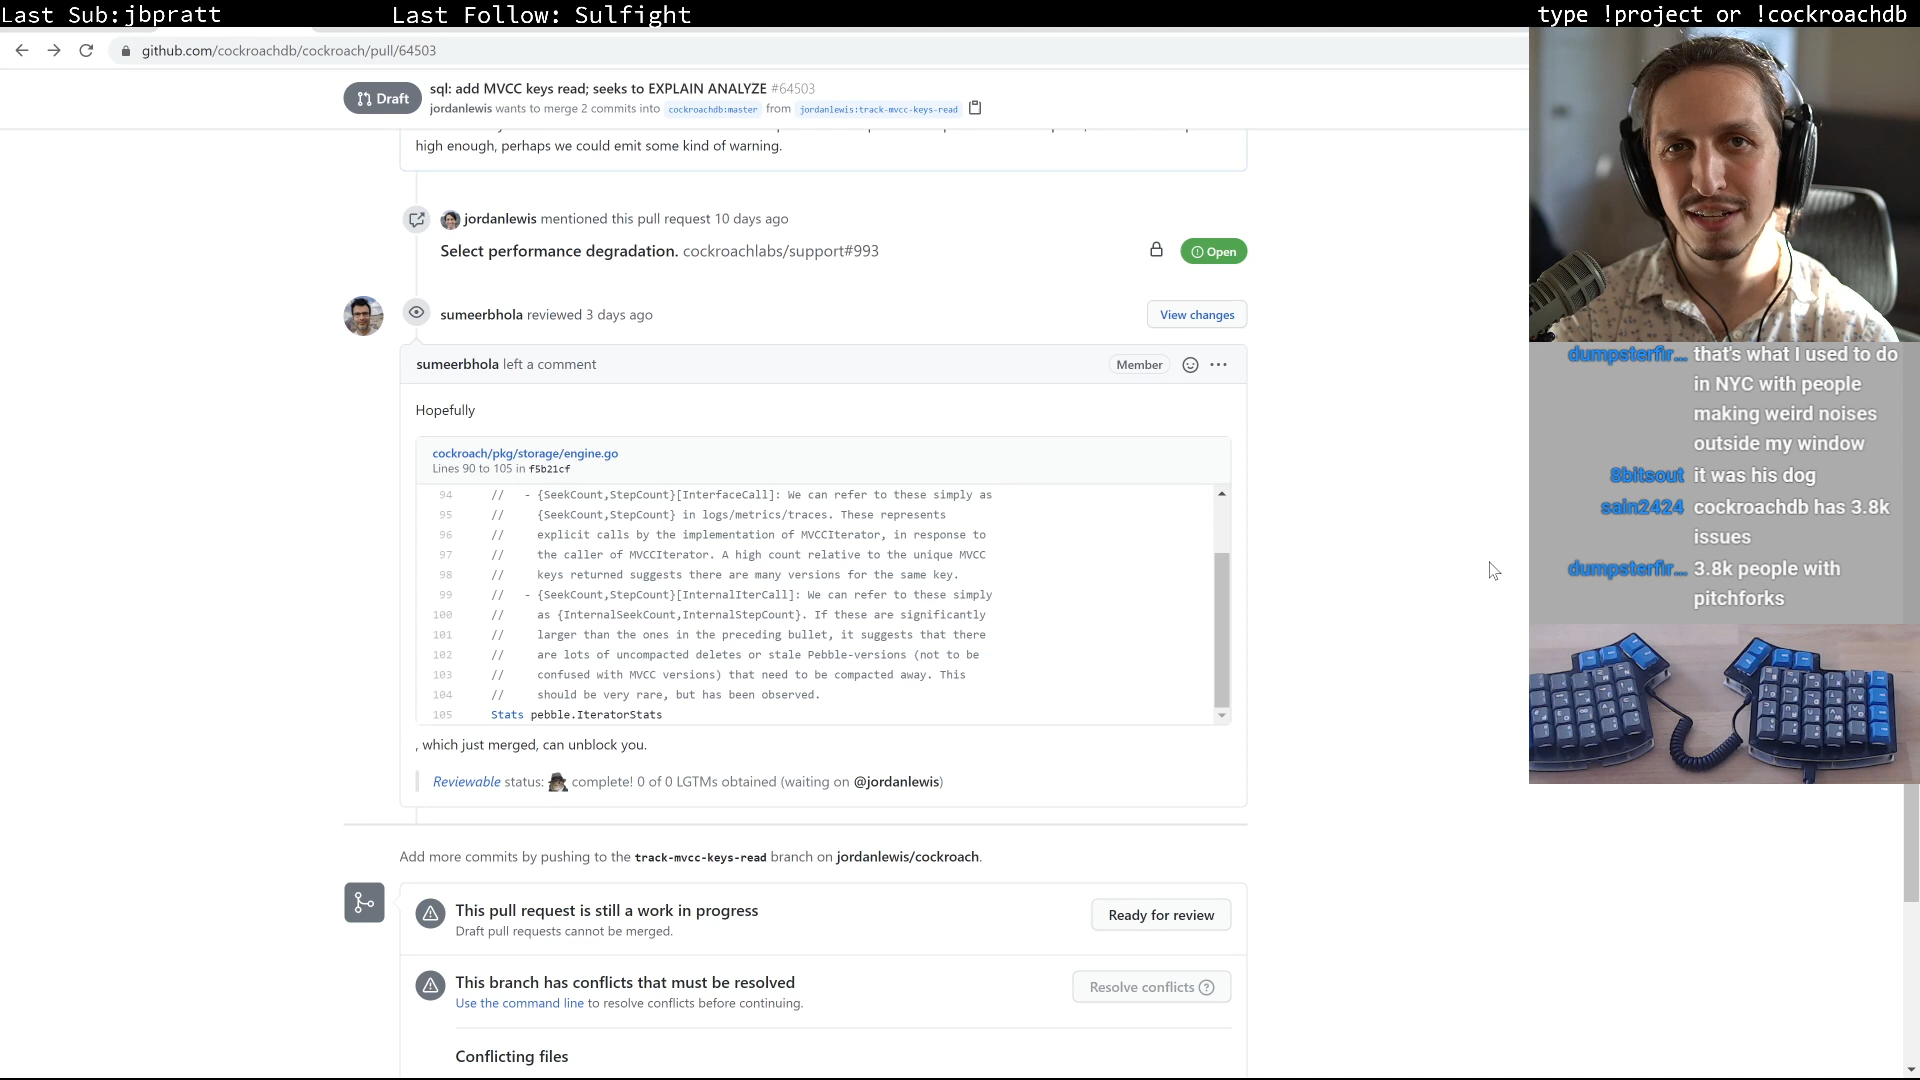 Last Sub:jbpratt
Last Follow: Sulfight
type !project or !cockroachdb
github.com/cockroachdb/cockroach/pull/64503
Draft
sql: add MVCC keys read; seeks to EXPLAIN ANALYZE #64503
jordanlewis wants to merge 2 commits into cockroachdb:master from jordanlewis:track-mvcc-keys-read
high enough, perhaps we could emit some kind of warning.
jordanlewis mentioned this pull request 10 days ago
Select performance degradation. cockroachlabs/support#993
Open
sumeerbhola reviewed 3 days ago
View changes
sumeerbhola left a comment
Member
Hopefully
cockroach/pkg/storage/engine.go
Lines 90 to 105 in f5b21cf
94 // - {SeekCount,StepCount}[InterfaceCall]: We can refer to these simply as
95 // {SeekCount,StepCount} in logs/metrics/traces. These represents
96 // explicit calls by the implementation of MVCCIterator, in response to
97 // the caller of MVCCIterator. A high count relative to the unique MVCC
98 // keys returned suggests there are many versions for the same key.
99 // - {SeekCount,StepCount}[InternalIterCall]: We can refer to these simply
100 // as {InternalSeekCount,InternalStepCount}. If these are significantly
101 // larger than the ones in the preceding bullet, it suggests that there
102 // are lots of uncompacted deletes or stale Pebble-versions (not to be
103 // confused with MVCC versions) that need to be compacted away. This
104 // should be very rare, but has been observed.
105 Stats pebble.IteratorStats
, which just merged, can unblock you.
Reviewable status: complete! 0 of 0 LGTMs obtained (waiting on @jordanlewis)
Add more commits by pushing to the track-mvcc-keys-read branch on jordanlewis/cockroach.
This pull request is still a work in progress
Draft pull requests cannot be merged.
Ready for review
This branch has conflicts that must be resolved
Use the command line to resolve conflicts before continuing.
Resolve conflicts
Conflicting files
dumpsterfir... that's what I used to do
in NYC with people
making weird noises
outside my window
8bitsout it was his dog
sain2424 cockroachdb has 3.8k
issues
dumpsterfir... 3.8k people with
pitchforks